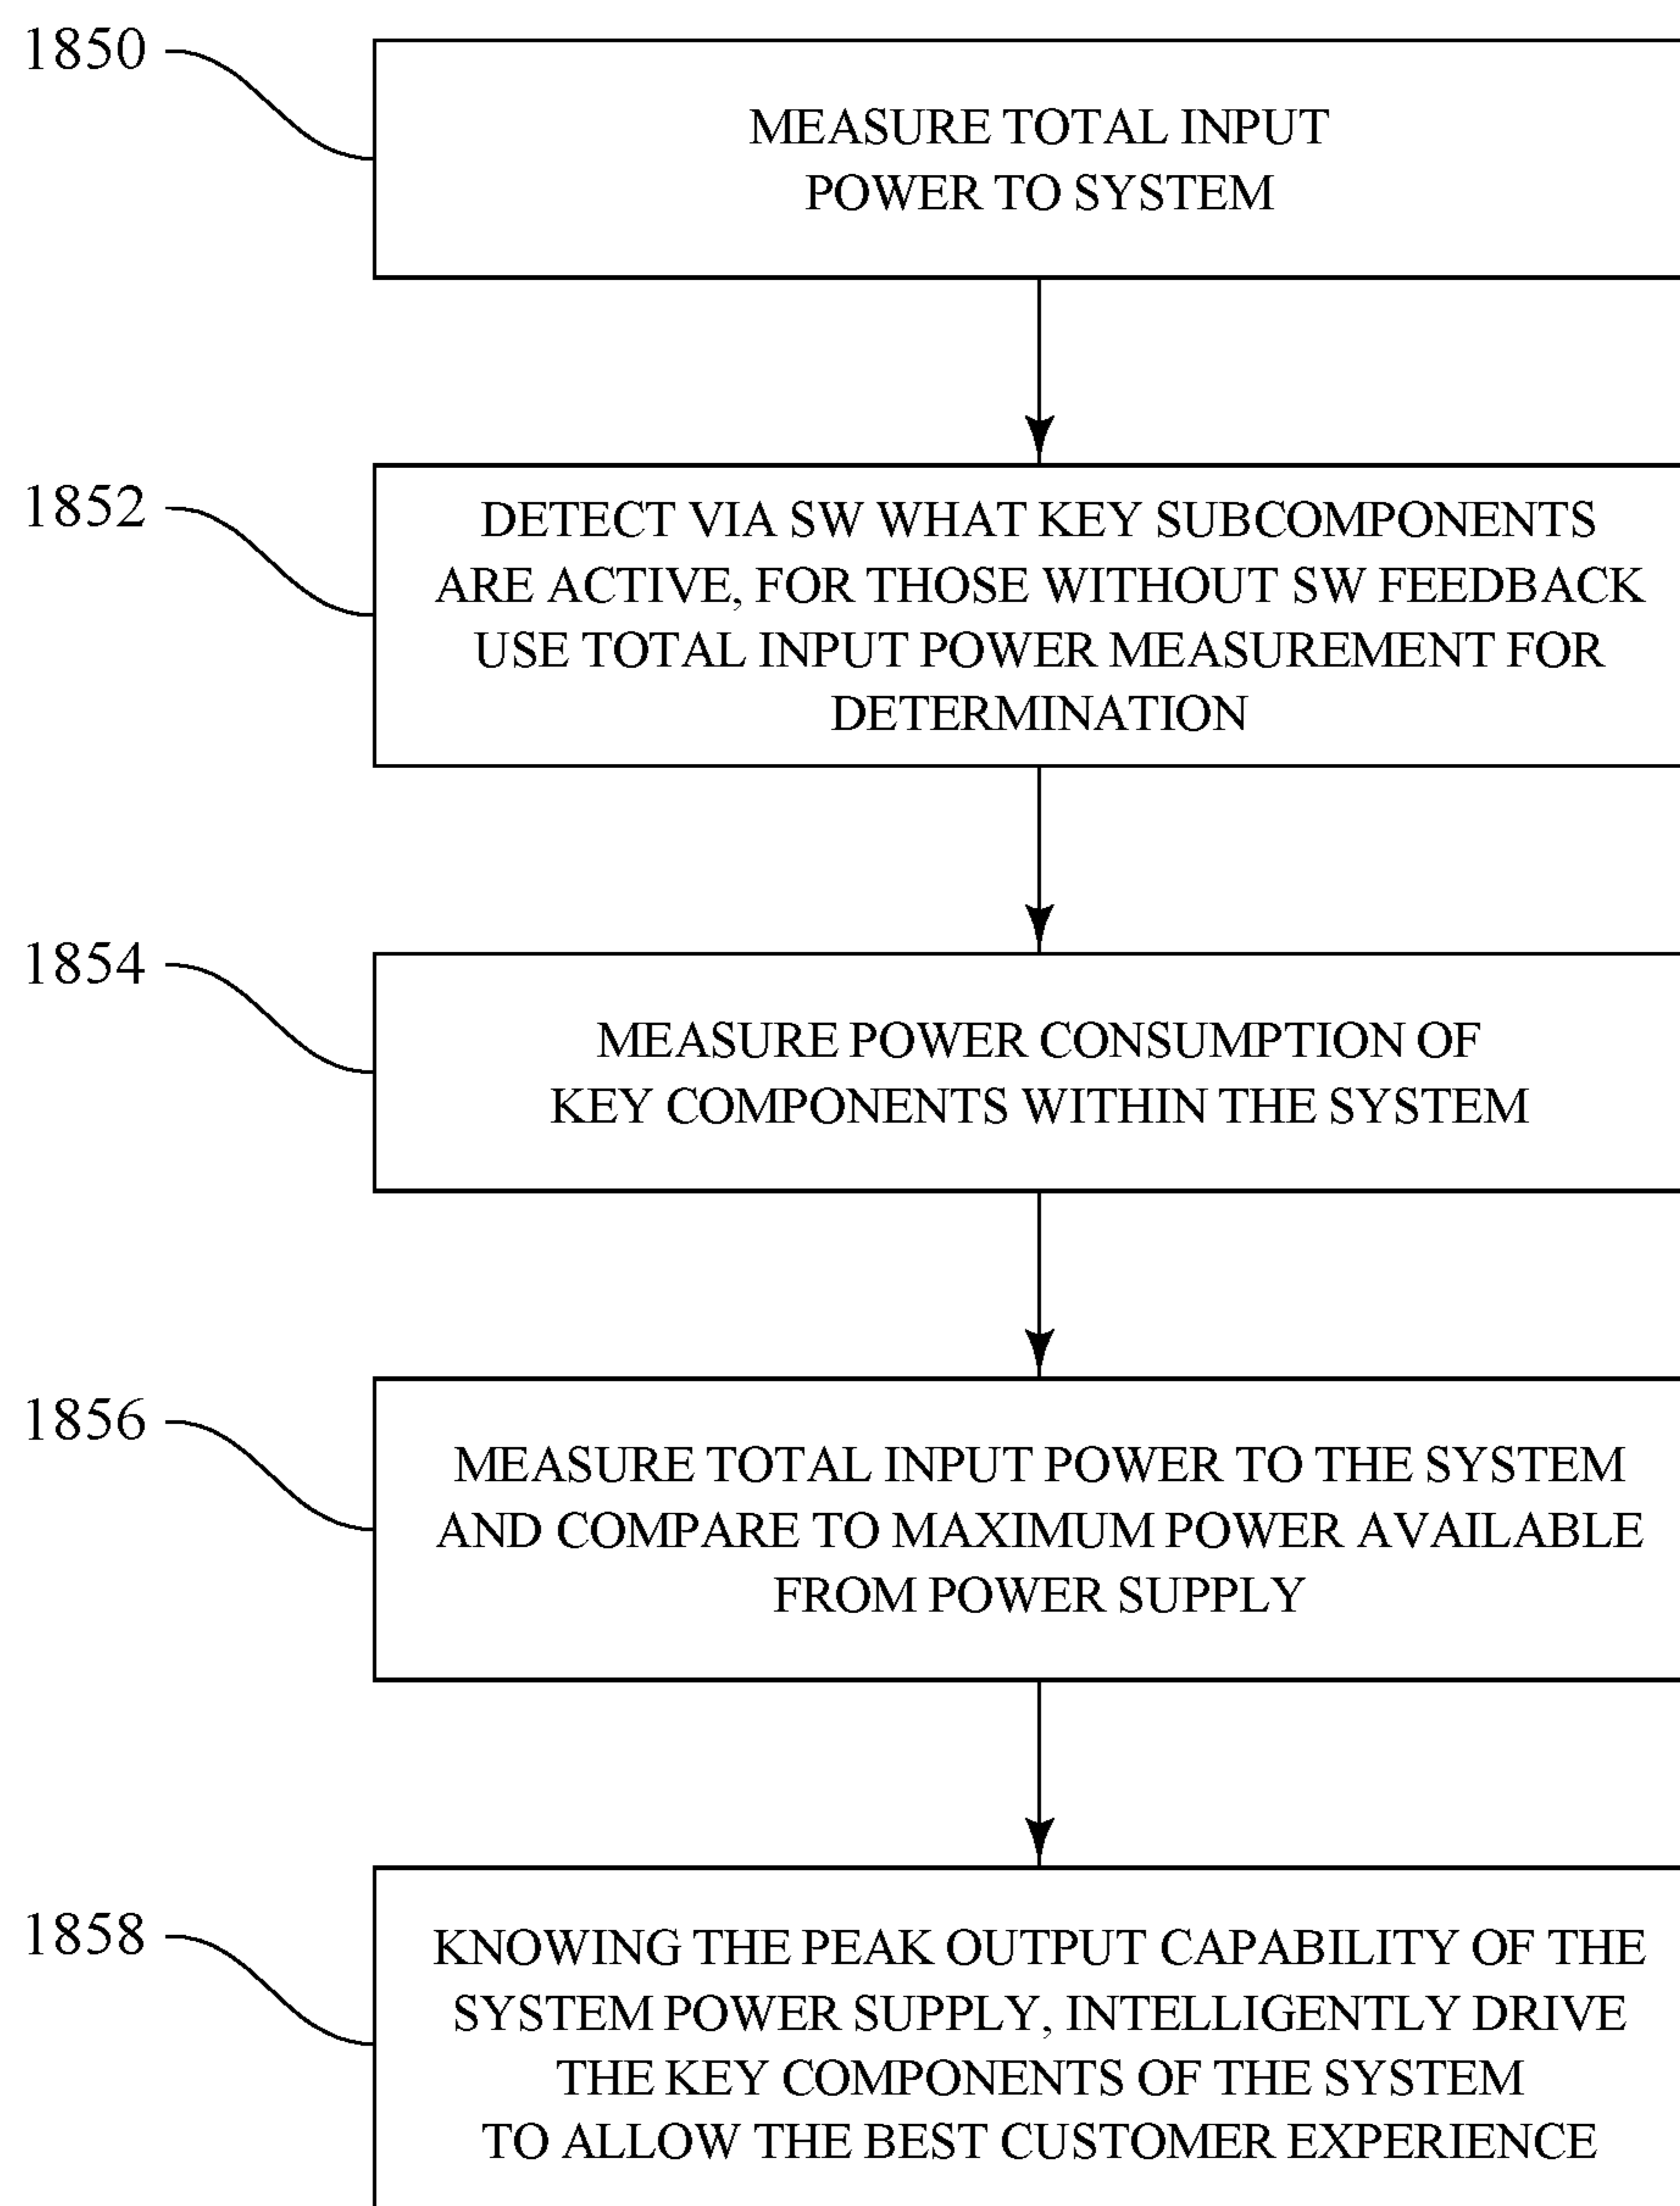 1850
MEASURE TOTAL INPUT
POWER TO SYSTEM
1852
DETECT VIA SW WHAT KEY SUBCOMPONENTS
ARE ACTIVE, FOR THOSE WITHOUT SW FEEDBACK
USE TOTAL INPUT POWER MEASUREMENT FOR
DETERMINATION
1854
MEASURE POWER CONSUMPTION OF
KEY COMPONENTS WITHIN THE SYSTEM
1856
MEASURE TOTAL INPUT POWER TO THE SYSTEM
AND COMPARE TO MAXIMUM POWER AVAILABLE
FROM POWER SUPPLY
1858
KNOWING THE PEAK OUTPUT CAPABILITY OF THE
SYSTEM POWER SUPPLY, INTELLIGENTLY DRIVE
THE KEY COMPONENTS OF THE SYSTEM
TO ALLOW THE BEST CUSTOMER EXPERIENCE